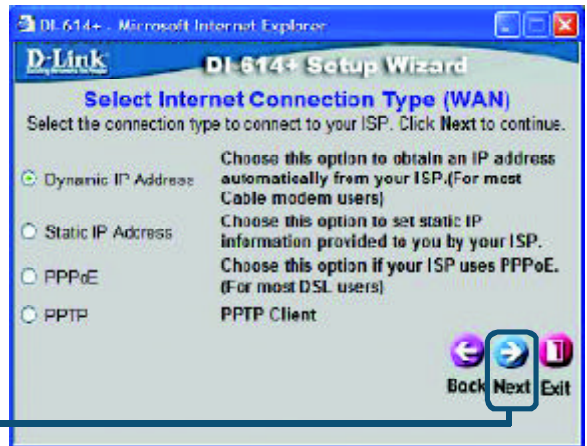 DI-614+ - Microsoft Internet Explorer
D-Link
Building Networks for People
DI-614+ Setup Wizard
Select Internet Connection Type (WAN)
Select the connection type to connect to your ISP. Click Next to continue.
Dynamic IP Address
Choose this option to obtain an IP address
automatically from your ISP.(For most
Cable modem users)
Static IP Address
Choose this option to set static IP
information provided to you by your ISP.
PPPoE
Choose this option if your ISP uses PPPoE.
(For most DSL users)
PPTP
PPTP Client
Back Next Exit